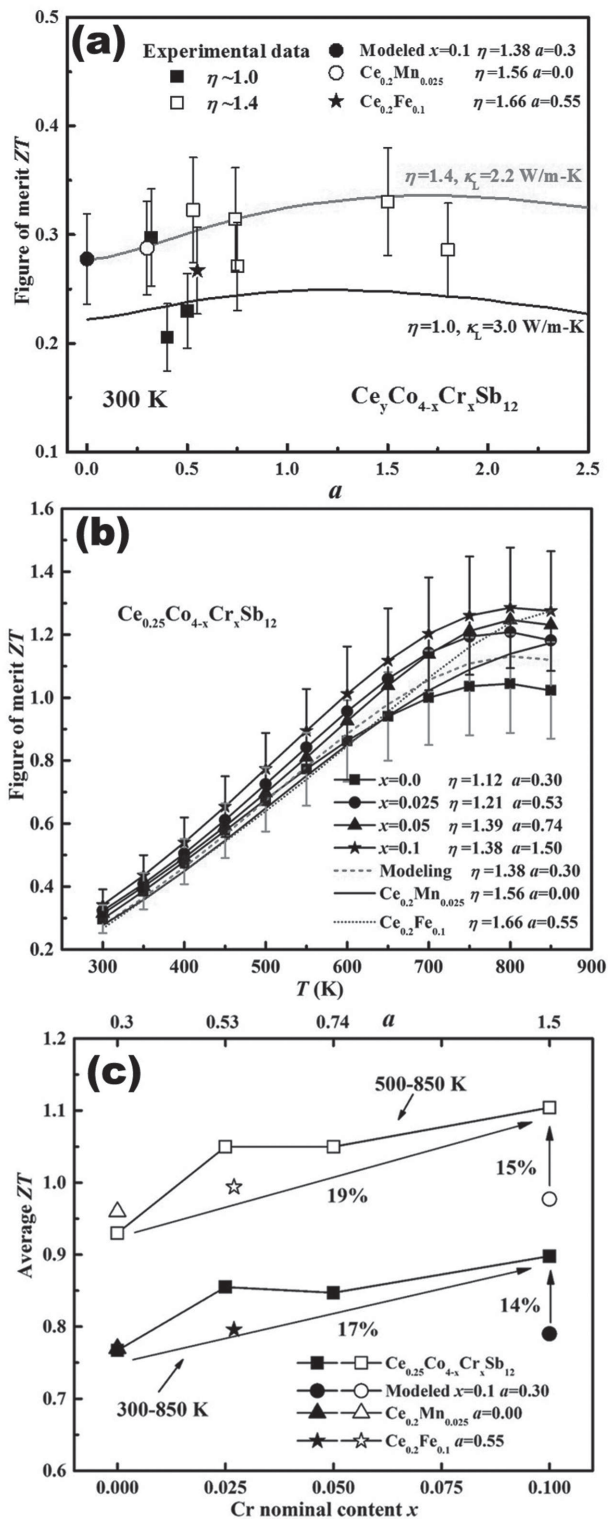 (a)
Experimental data
η ~1.0
η ~1.4
Modeled x=0.1 η=1.38 a=0.3
Ce0.2Mn0.025 η=1.56 a=0.0
Ce0.2Fe0.1 η=1.66 a=0.55
η=1.4, κL=2.2 W/m-K
η=1.0, κL=3.0 W/m-K
300 K
CeyCo4-xCrxSb12
Figure of merit ZT
0.5
0.4
0.3
0.2
0.1
0.0 0.5 1.0 1.5 2.0 2.5
a
(b)
Ce0.25Co4-xCrxSb12
Figure of merit ZT
1.6
1.4
1.2
1.0
0.8
0.6
0.4
0.2
x=0.0 η=1.12 a=0.30
x=0.025 η=1.21 a=0.53
x=0.05 η=1.39 a=0.74
x=0.1 η=1.38 a=1.50
Modeling η=1.38 a=0.30
Ce0.2Mn0.025 η=1.56 a=0.00
Ce0.2Fe0.1 η=1.66 a=0.55
300 400 500 600 700 800 900
T (K)
0.3 0.53 0.74 a 1.5
(c)
500-850 K
15%
19%
14%
17%
300-850 K
Average ZT
1.2
1.1
1.0
0.9
0.8
0.7
0.6
Ce0.25Co4-xCrxSb12
Modeled x=0.1 a=0.30
Ce0.2Mn0.025 a=0.00
Ce0.2Fe0.1 a=0.55
0.000 0.025 0.050 0.075 0.100
Cr nominal content x